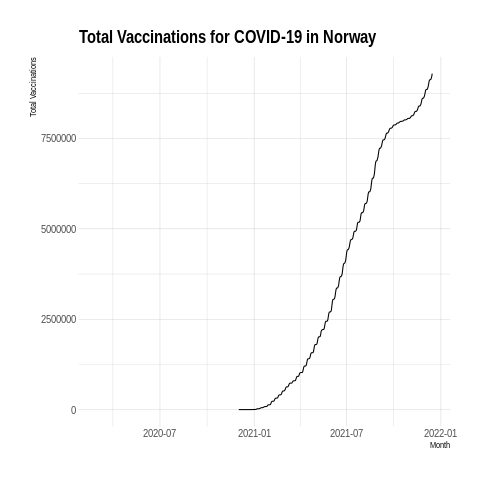 Total Vaccinations for COVID-19 in Norway
Total Vaccinations
7500000
5000000
2500000
0
2020-07
2021-01
2021-07
2022-01
Month